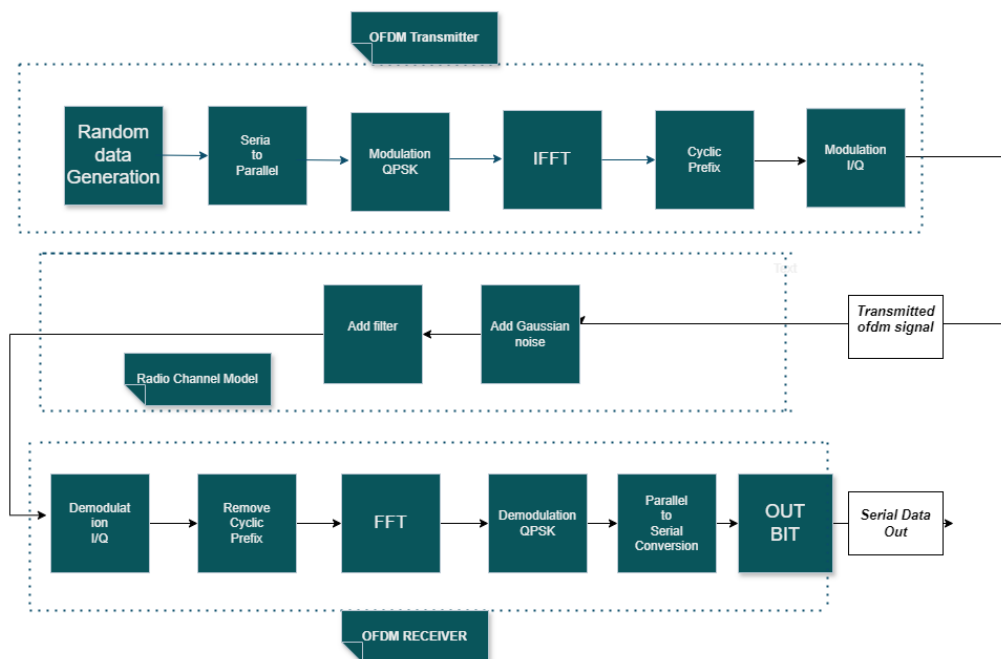 OFDM Transmitter
Random
data
Generation
Seria
to
Parallel
Modulation
QPSK
IFFT
Cyclic
Prefix
Modulation
I/Q
Text
Add filter
Add Gaussian
noise
Transmitted
ofdm signal
Radio Channel Model
Demodulat
ion
I/Q
Remove
Cyclic
Prefix
FFT
Demodulation
QPSK
Parallel
to
Serial
Conversion
OUT
BIT
Serial Data
Out
OFDM RECEIVER